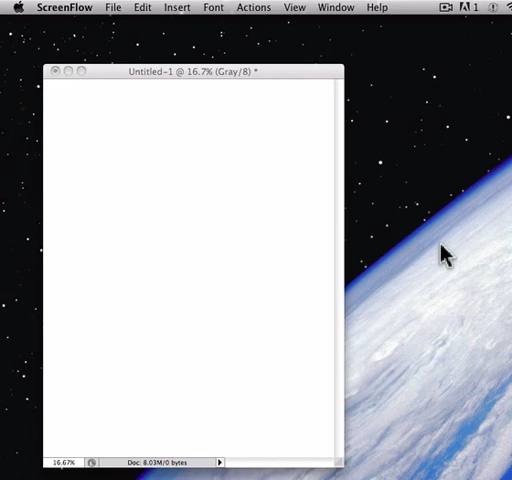 ScreenFlow File Edit Insert Font Actions View Window Help 1
Untitled-1 @ 16.7% (Gray/8) *
16.67% Doc: 8.03M/0 bytes